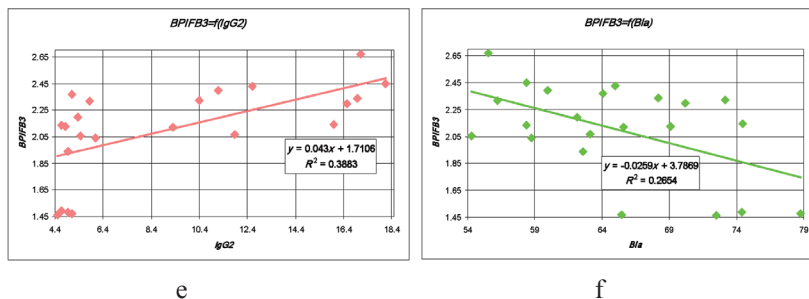 BPIFB3=f(IgG2)
2.65
2.45
2.25
2.05
1.85
1.65
1.45
BPIFB3
y = 0.043x + 1.7106
R² = 0.3883
4.4 6.4 8.4 10.4 12.4 14.4 16.4 18.4
IgG2
e
BPIFB3=f(Bla)
2.65
2.45
2.25
2.05
1.85
1.65
1.45
BPIFB3
y = -0.0259x + 3.7869
R² = 0.2654
54 59 64 69 74 79
Bla
f